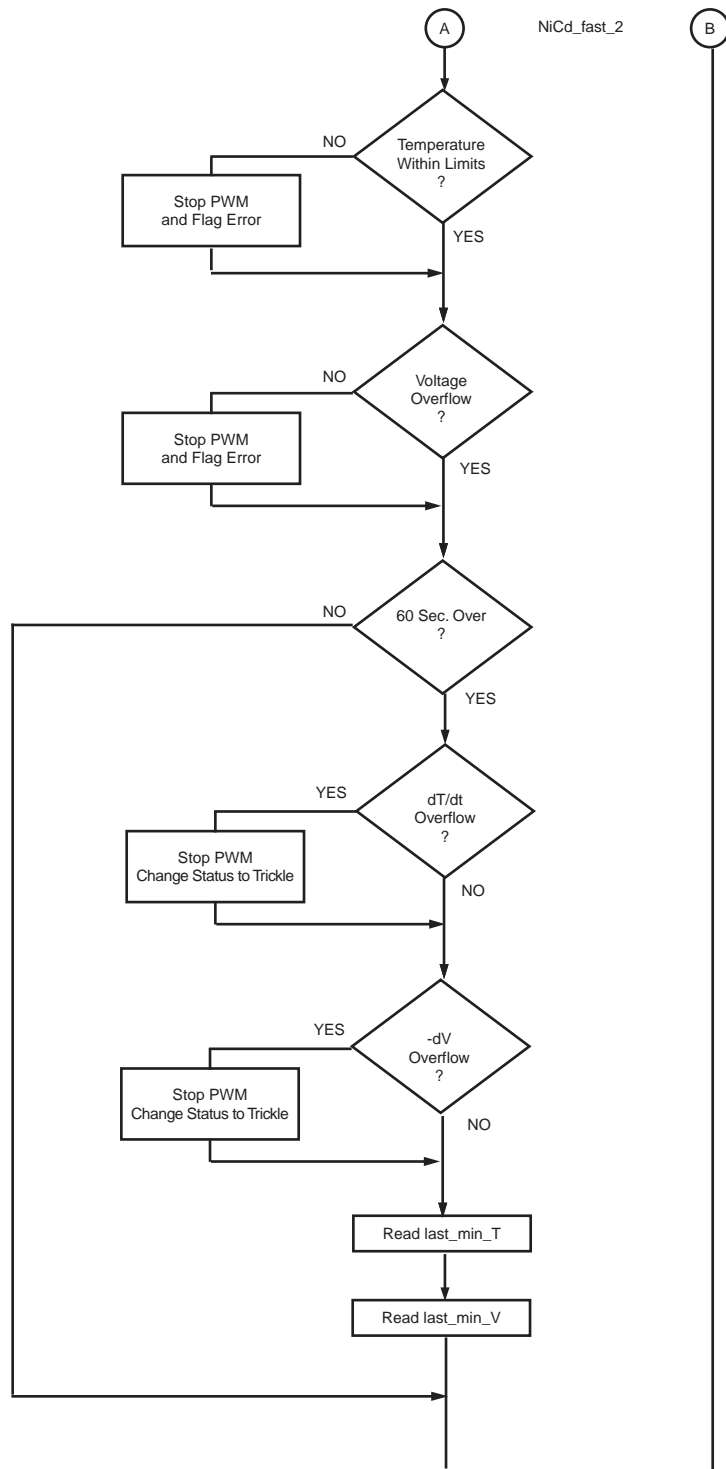 A
NiCd_fast_2
B
NO
Temperature
Within Limits
?
Stop PWM
and Flag Error
YES
NO
Voltage
Overflow
?
Stop PWM
and Flag Error
YES
NO
60 Sec. Over
?
YES
YES
dT/dt
Overflow
?
Stop PWM
Change Status to Trickle
NO
YES
-dV
Overflow
?
Stop PWM
Change Status to Trickle
NO
Read last_min_T
Read last_min_V